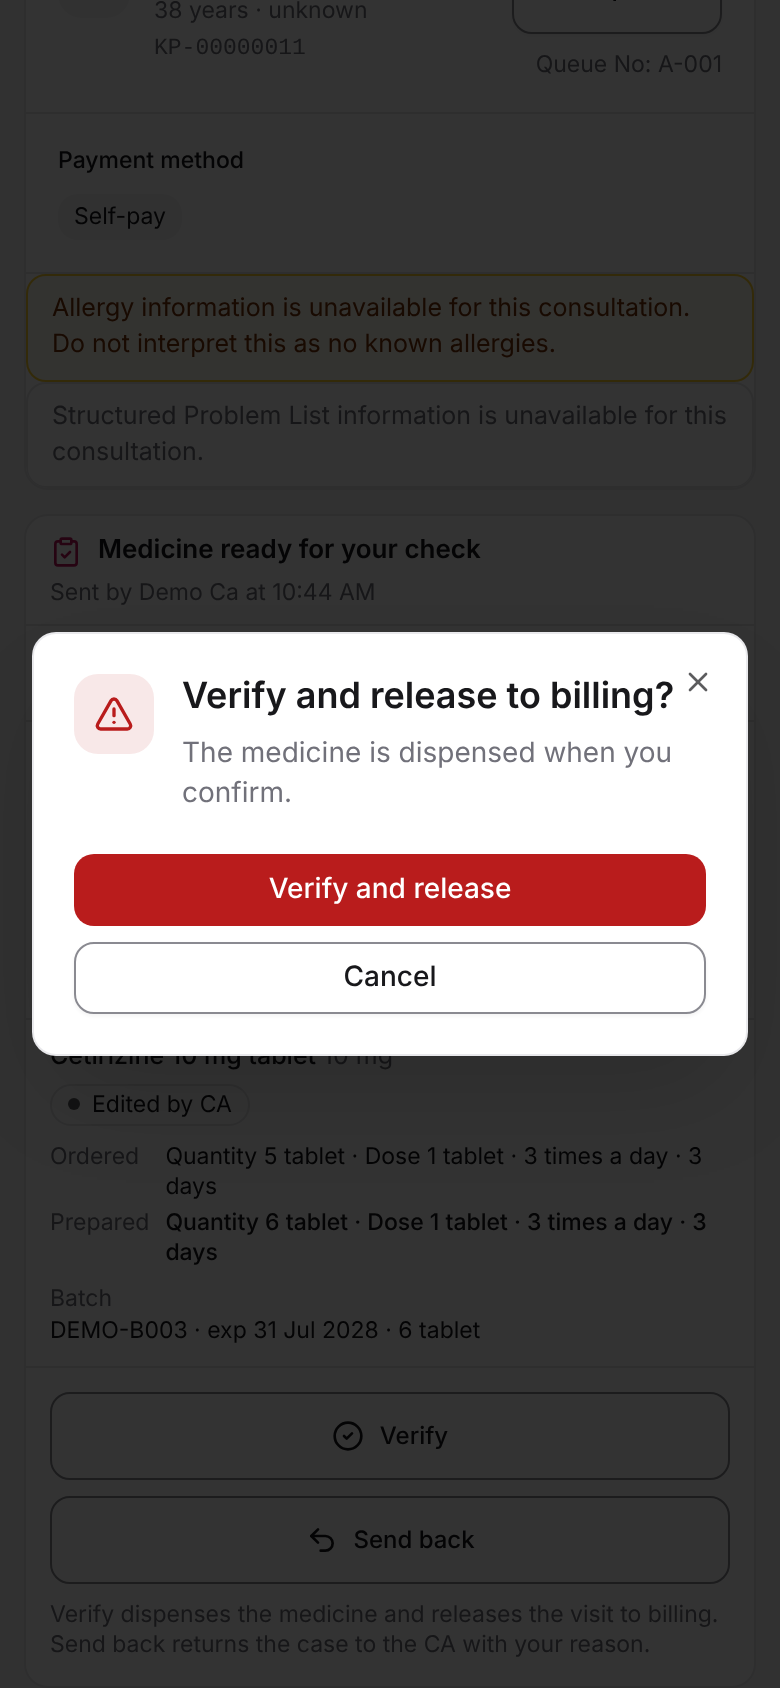 38 years · unknown
KP-00000011
Queue No: A-001
Payment method
Self-pay
Allergy information is unavailable for this consultation.
Do not interpret this as no known allergies.
Structured Problem List information is unavailable for this
consultation.
Medicine ready for your check
Sent by Demo Ca at 10:44 AM
Verify and release to billing?
The medicine is dispensed when you
confirm.
Verify and release
Cancel
Cetirizine 10 mg tablet 10 mg
Edited by CA
Ordered Quantity 5 tablet · Dose 1 tablet · 3 times a day · 3
days
Prepared Quantity 6 tablet · Dose 1 tablet · 3 times a day · 3
days
Batch
DEMO-B003 · exp 31 Jul 2028 · 6 tablet
Verify
Send back
Verify dispenses the medicine and releases the visit to billing.
Send back returns the case to the CA with your reason.